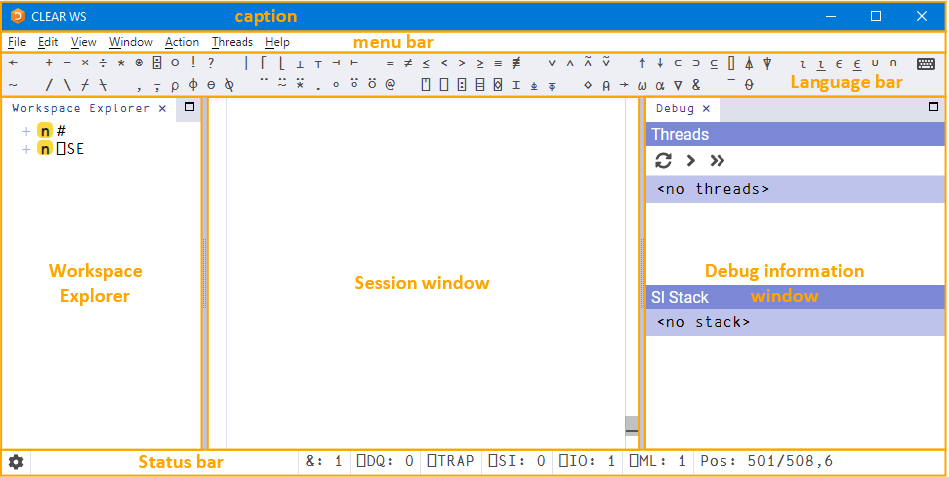 CLEAR WS
caption
File Edit View Window Action Threads Help
menu bar
← + - × ÷ * ⍟ ⌹ ○ ! ? | ⌈ ⌊ ⊥ ⊤ ⊣ ⊢ = ≠ ≤ < > ≥ ≡ ≢ ∨ ∧ ⍲ ⍱ ↑ ↓ ⊂ ⊃ ⊆ ⌷ ⍋ ⍒ ⍳ ⍸ ∊ ⍷ ∪ ∩
~ / \ ⌿ ⍀ , ⍪ ⍴ ⌽ ⊖ ⍉ ¨ ⍨ ⍣ . ∘ ⍤ ⍥ @ ⍞ ⎕ ⍠ ⌸ ⌺ ⌶ ⍎ ⍕ ⋄ ⍝ → ⍵ ⍺ ∇ & ¯ ⍬
Language bar
Workspace Explorer ×
Debug ×
+ n #
+ n ⎕SE
Threads
<no threads>
Workspace
Explorer
Session window
Debug information
window
SI Stack
<no stack>
Status bar
&: 1 ⎕DQ: 0 ⎕TRAP ⎕SI: 0 ⎕IO: 1 ⎕ML: 1 Pos: 501/508,6